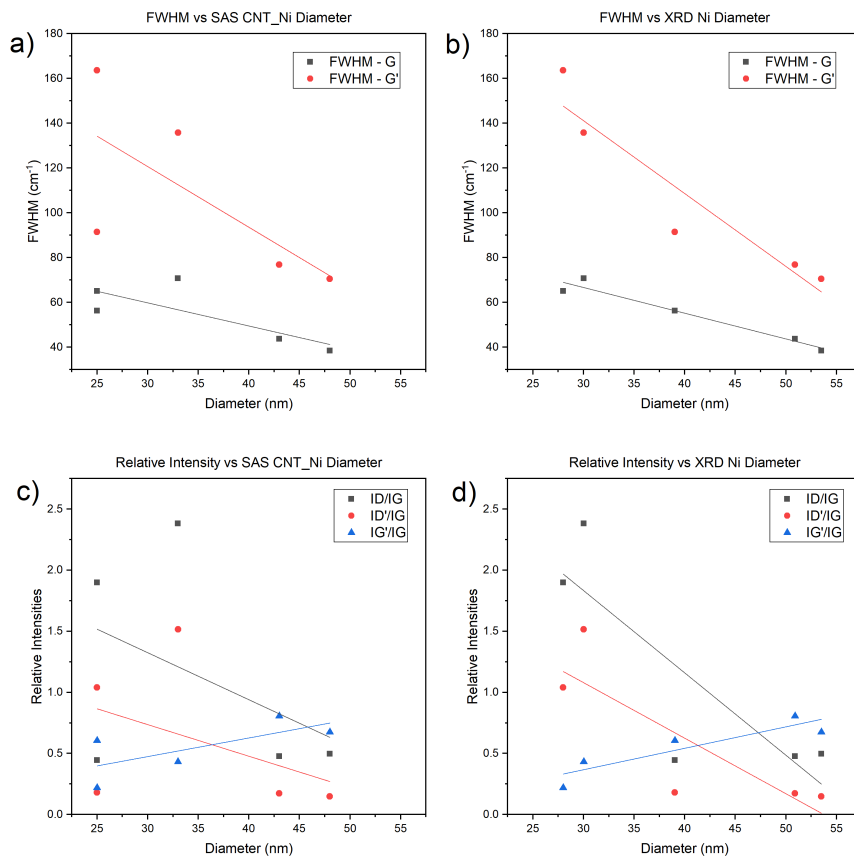 a)
FWHM vs SAS CNT_Ni Diameter
FWHM - G
FWHM - G'
180
160
140
120
100
80
60
40
FWHM (cm⁻¹)
25 30 35 40 45 50 55
Diameter (nm)
b)
FWHM vs XRD Ni Diameter
FWHM - G
FWHM - G'
180
160
140
120
100
80
60
40
FWHM (cm⁻¹)
25 30 35 40 45 50 55
Diameter (nm)
c)
Relative Intensity vs SAS CNT_Ni Diameter
ID/IG
ID'/IG
IG'/IG
2.5
2.0
1.5
1.0
0.5
0.0
Relative Intensities
25 30 35 40 45 50 55
Diameter (nm)
d)
Relative Intensity vs XRD Ni Diameter
ID/IG
ID'/IG
IG'/IG
2.5
2.0
1.5
1.0
0.5
0.0
Relative Intensities
25 30 35 40 45 50 55
Diameter (nm)